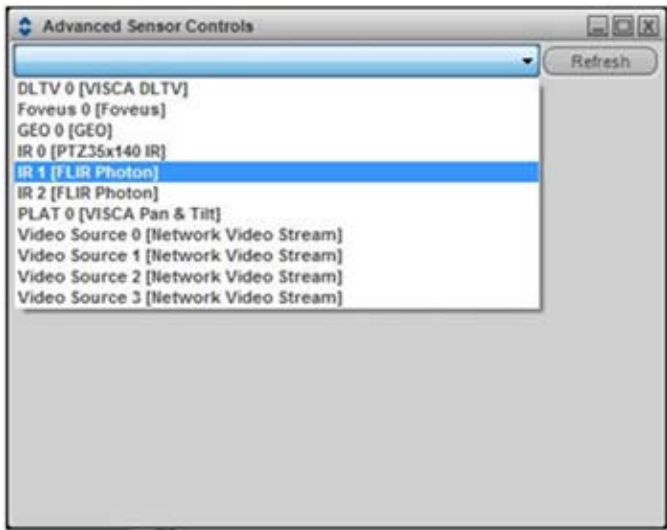 Advanced Sensor Controls
Refresh
DLTV 0 [VISCA DLTV]
Foveus 0 [Foveus]
GEO 0 [GEO]
IR 0 [PTZ35x140 IR]
IR 1 [FLIR Photon]
IR 2 [FLIR Photon]
PLAT 0 [VISCA Pan & Tilt]
Video Source 0 [Network Video Stream]
Video Source 1 [Network Video Stream]
Video Source 2 [Network Video Stream]
Video Source 3 [Network Video Stream]